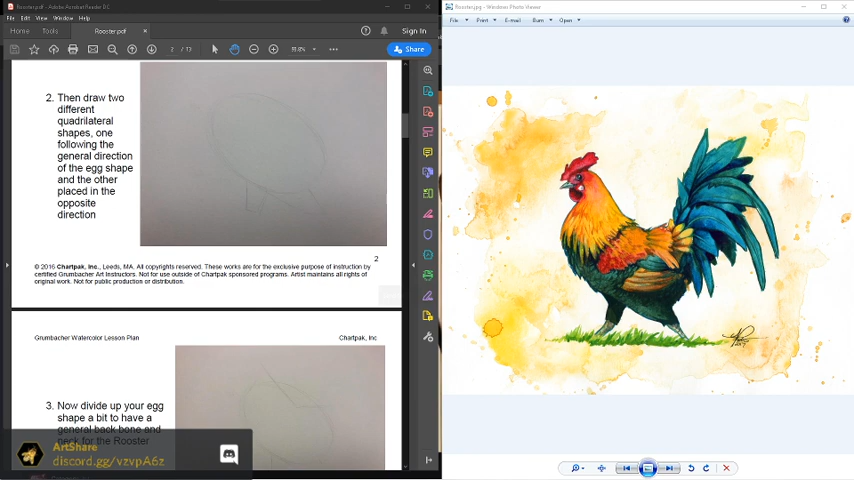 Rooster.pdf - Adobe Acrobat Reader DC
File Edit View Window Help
Home Tools Rooster.pdf Sign In
2 / 13 Share
2. Then draw two
different
quadrilateral
shapes, one
following the
general direction
of the egg shape
and the other
placed in the
opposite
direction
2
© 2016 Chartpak, Inc., Leeds, MA. All copyrights reserved. These works are for the exclusive purpose of instruction by
certified Grumbacher Art Instructors. Not for use outside of Chartpak sponsored programs. Artist maintains all rights of
original work. Not for public production or distribution.
Grumbacher Watercolor Lesson Plan Chartpak, Inc
3. Now divide up your egg
shape a bit to have a
general back bone and
neck for the Rooster
ArtShare
discord.gg/vzvpA6z
Rooster.jpg - Windows Photo Viewer
File Print E-mail Burn Open